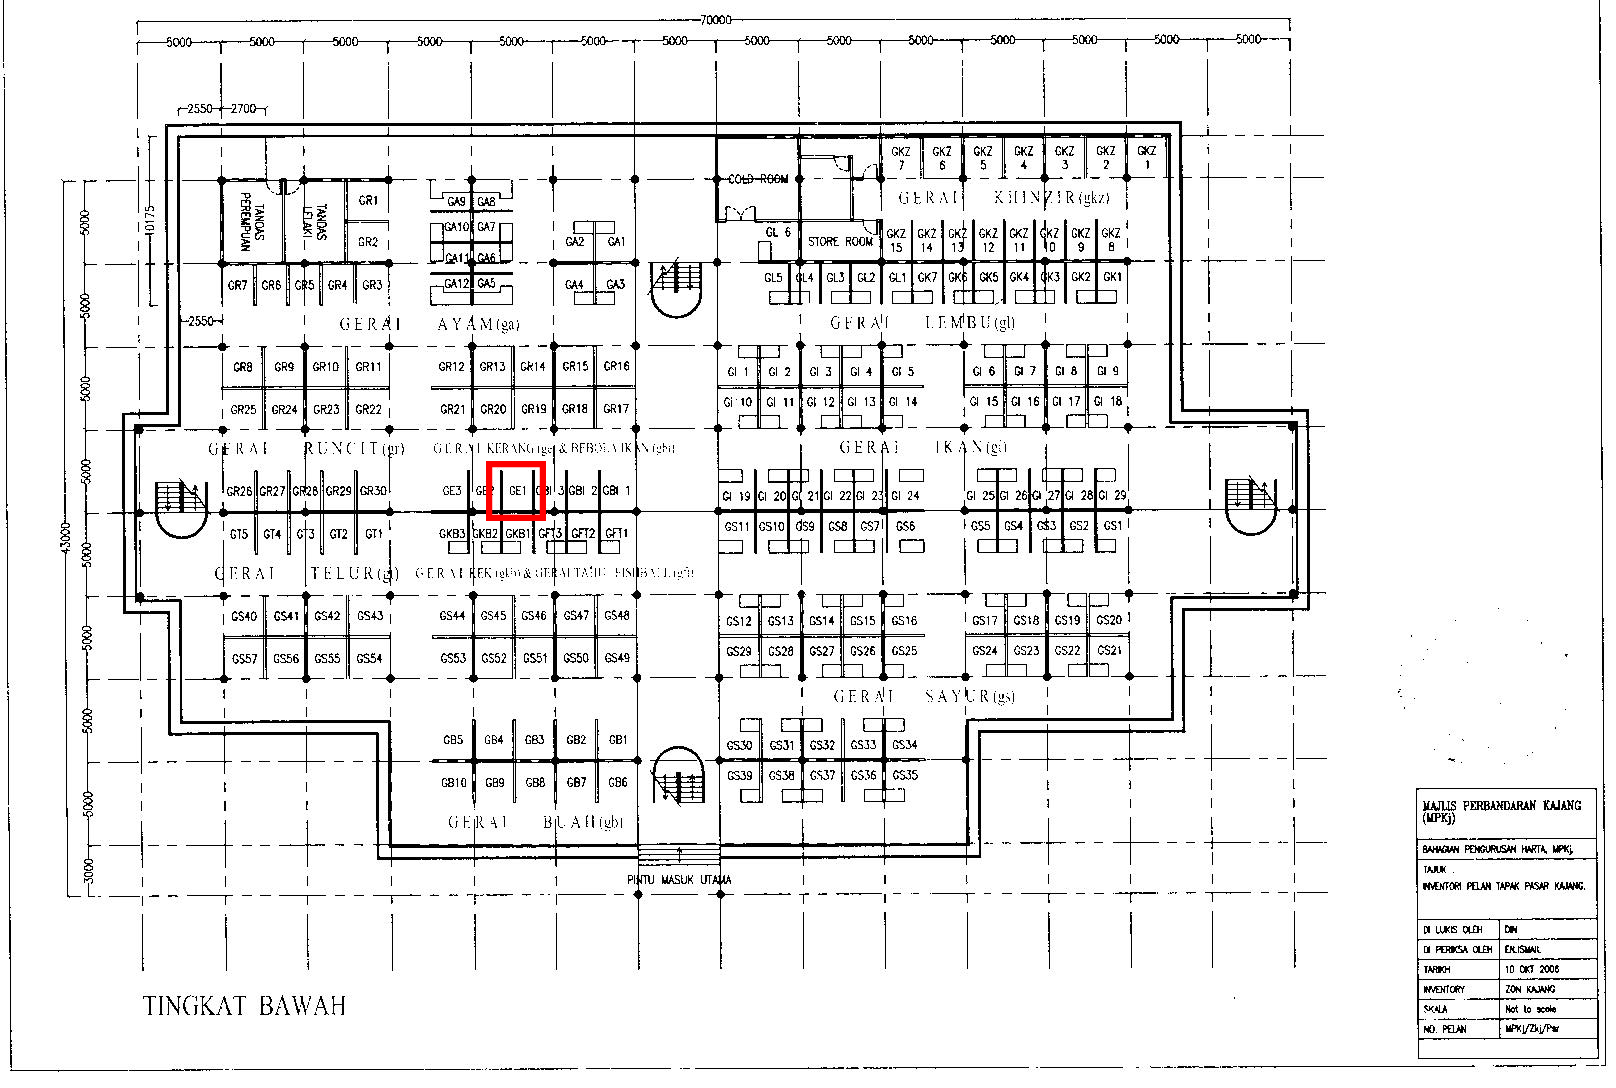 70000
5000 5000 5000 5000 5000 5000 5000 5000 5000 5000 5000 5000 5000 5000
2550 2700
GKZ 7 GKZ 6 GKZ 5 GKZ 4 GKZ 3 GKZ 2 GKZ 1
COLD ROOM
GERAI KHINZIR(gkz)
TANDAS PEREMPUAN
TANDAS LELAKI
GR1
GA9 GA8
5000
10175
GR2
GA10 GA7
GA2 GA1
GL 6
STORE ROOM
GKZ 15 GKZ 14 GKZ 13 GKZ 12 GKZ 11 GKZ 10 GKZ 9 GKZ 8
GA11 GA6
GR7 GR6 GR5 GR4 GR3
GA12 GA5
GA4 GA3
GL5 GL4 GL3 GL2 GL1 GK7 GK6 GK5 GK4 GK3 GK2 GK1
5000
2550
GERAI AYAM(ga)
GERAI LEMBU(gl)
GR8 GR9 GR10 GR11 GR12 GR13 GR14 GR15 GR16
GI 1 GI 2 GI 3 GI 4 GI 5 GI 6 GI 7 GI 8 GI 9
5000
GR25 GR24 GR23 GR22 GR21 GR20 GR19 GR18 GR17
GI 10 GI 11 GI 12 GI 13 GI 14 GI 15 GI 16 GI 17 GI 18
GERAI RUNCIT(gr)
GERAI KERANG(ge) & BEBOLA IKAN(gbi)
GERAI IKAN(gi)
5000
GR26 GR27 GR28 GR29 GR30 GE3 GE2 GE1 GBI 3 GBI 2 GBI 1
GI 19 GI 20 GI 21 GI 22 GI 23 GI 24 GI 25 GI 26 GI 27 GI 28 GI 29
43000
GT5 GT4 GT3 GT2 GT1 GKB3 GKB2 GKB1 GFT3 GFT2 GFT1
GS11 GS10 GS9 GS8 GS7 GS6 GS5 GS4 GS3 GS2 GS1
5000
GERAI TELUR(gt)
GERAI
GS40 GS41 GS42 GS43 GS44 GS45 GS46 GS47 GS48
GS12 GS13 GS14 GS15 GS16 GS17 GS18 GS19 GS20
5000
GS57 GS56 GS55 GS54 GS53 GS52 GS51 GS50 GS49
GS29 GS28 GS27 GS26 GS25 GS24 GS23 GS22 GS21
GERAI SAYUR(gs)
5000
GB5 GB4 GB3 GB2 GB1
GS30 GS31 GS32 GS33 GS34
GB10 GB9 GB8 GB7 GB6
GS39 GS38 GS37 GS36 GS35
5000
GERAI BUAH(gb)
3000
PINTU MASUK UTAMA
TINGKAT BAWAH
MAJLIS PERBANDARAN KAJANG
(MPKj)
BAHAGIAN PENGURUSAN HARTA, MPKj.
TAJUK
INVENTORI PELAN TAPAK PASAR KAJANG.
DI LUKIS OLEH DIN
DI PERIKSA OLEH EN.ISMAIL
TARIKH 10 OKT 2006
INVENTORY ZON KAJANG
SKALA Not to scale
NO. PELAN MPKj/Zkj/Psr